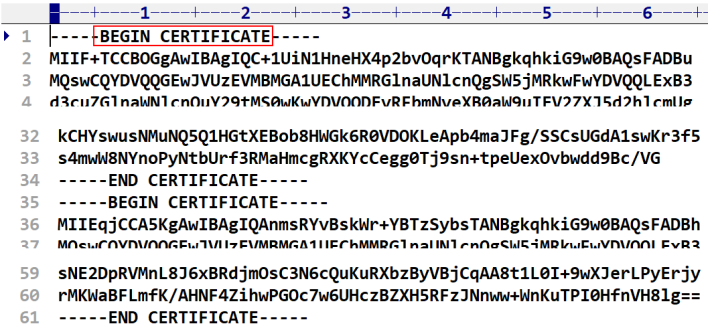 1 2 3 4 5 6
1 -----BEGIN CERTIFICATE-----
2 MIIF+TCCBOGgAwIBAgIQC+1UiN1HneHX4p2bvOqrKTANBgkqhkiG9w0BAQsFADBu
3 MQswCQYDVQQGEwJVUzEVMBMGA1UEChMMRGlnaUNlcnQgSW5jMRkwFwYDVQQLExB3
4 d3cuZGlnaWNlcnQuY29tMS0wKwYDVQQDEyRFbmNyeXB0aW9uIEV2ZXJ5d2hlcmUg
32 kCHYswusNMuNQ5Q1HGtXEBob8HWGk6R0VDOKLeApb4maJFg/SSCsUGdA1swKr3f5
33 s4mwW8NYnoPyNtbUrf3RMaHmcgRXKYcCegg0Tj9sn+tpeUexOvbwdd9Bc/VG
34 -----END CERTIFICATE-----
35 -----BEGIN CERTIFICATE-----
36 MIIEqjCCA5KgAwIBAgIQAnmsRYvBskWr+YBTzSybsTANBgkqhkiG9w0BAQsFADBh
37 MQswCQYDVQQGEwJVUzEVMBMGA1UEChMMRGlnaUNlcnQgSW5jMRkwFwYDVQQLExB3
59 sNE2DpRVMnL8J6xBRdjmOsC3N6cQuKuRXbzByVBjCqAA8t1L0I+9wXJerLPyErjy
60 rMKWaBFLmfK/AHNF4ZihwPGOc7w6UHczBZXH5RFzJNnww+WnKuTPI0HfnVH8lg==
61 -----END CERTIFICATE-----